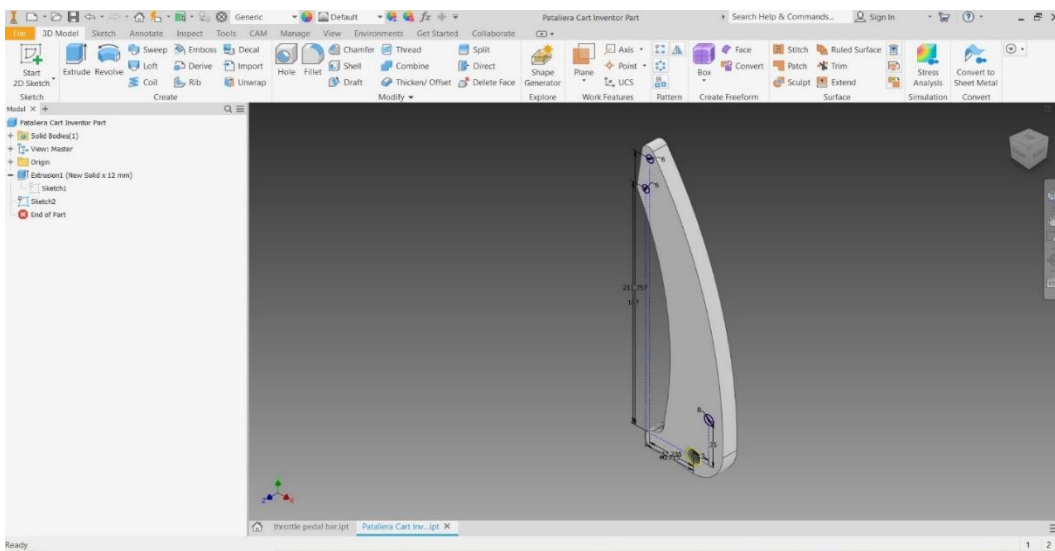 Generic Default Pataliera Cart Inventor Part Search Help & Commands... Sign In
File 3D Model Sketch Annotate Inspect Tools CAM Manage View Environments Get Started Collaborate
Start 2D Sketch
Extrude Revolve
Sweep Emboss Decal
Loft Derive Import
Coil Rib Unwrap
Hole Fillet
Chamfer Thread Split
Shell Combine Direct
Draft Thicken/ Offset Delete Face
Shape Generator
Plane
Axis
Point
UCS
Box
Face
Convert
Stitch Ruled Surface
Patch Trim
Sculpt Extend
Stress Analysis
Convert to Sheet Metal
Sketch Create Modify Explore Work Features Pattern Create Freeform Surface Simulation Convert
Model × +
Pataliera Cart Inventor Part
Solid Bodies(1)
View: Master
Origin
Extrusion1 (New Solid x 12 mm)
Sketch1
Sketch2
End of Part
6
6
8
throttle pedal bar.ipt Pataliera Cart Inv...ipt ×
Ready 1 2